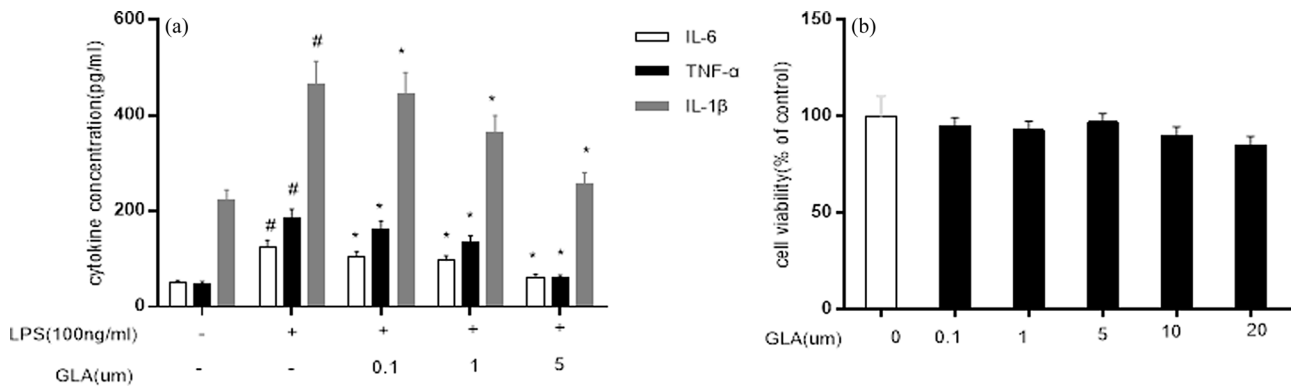 (a)
600
400
200
0
cytokine concentration(pg/ml)
# # #
* * *
* * *
* * *
IL-6
TNF-α
IL-1β
LPS(100ng/ml) - + + + +
GLA(um) - - 0.1 1 5
(b)
150
100
50
0
cell viability(% of control)
GLA(um) 0 0.1 1 5 10 20